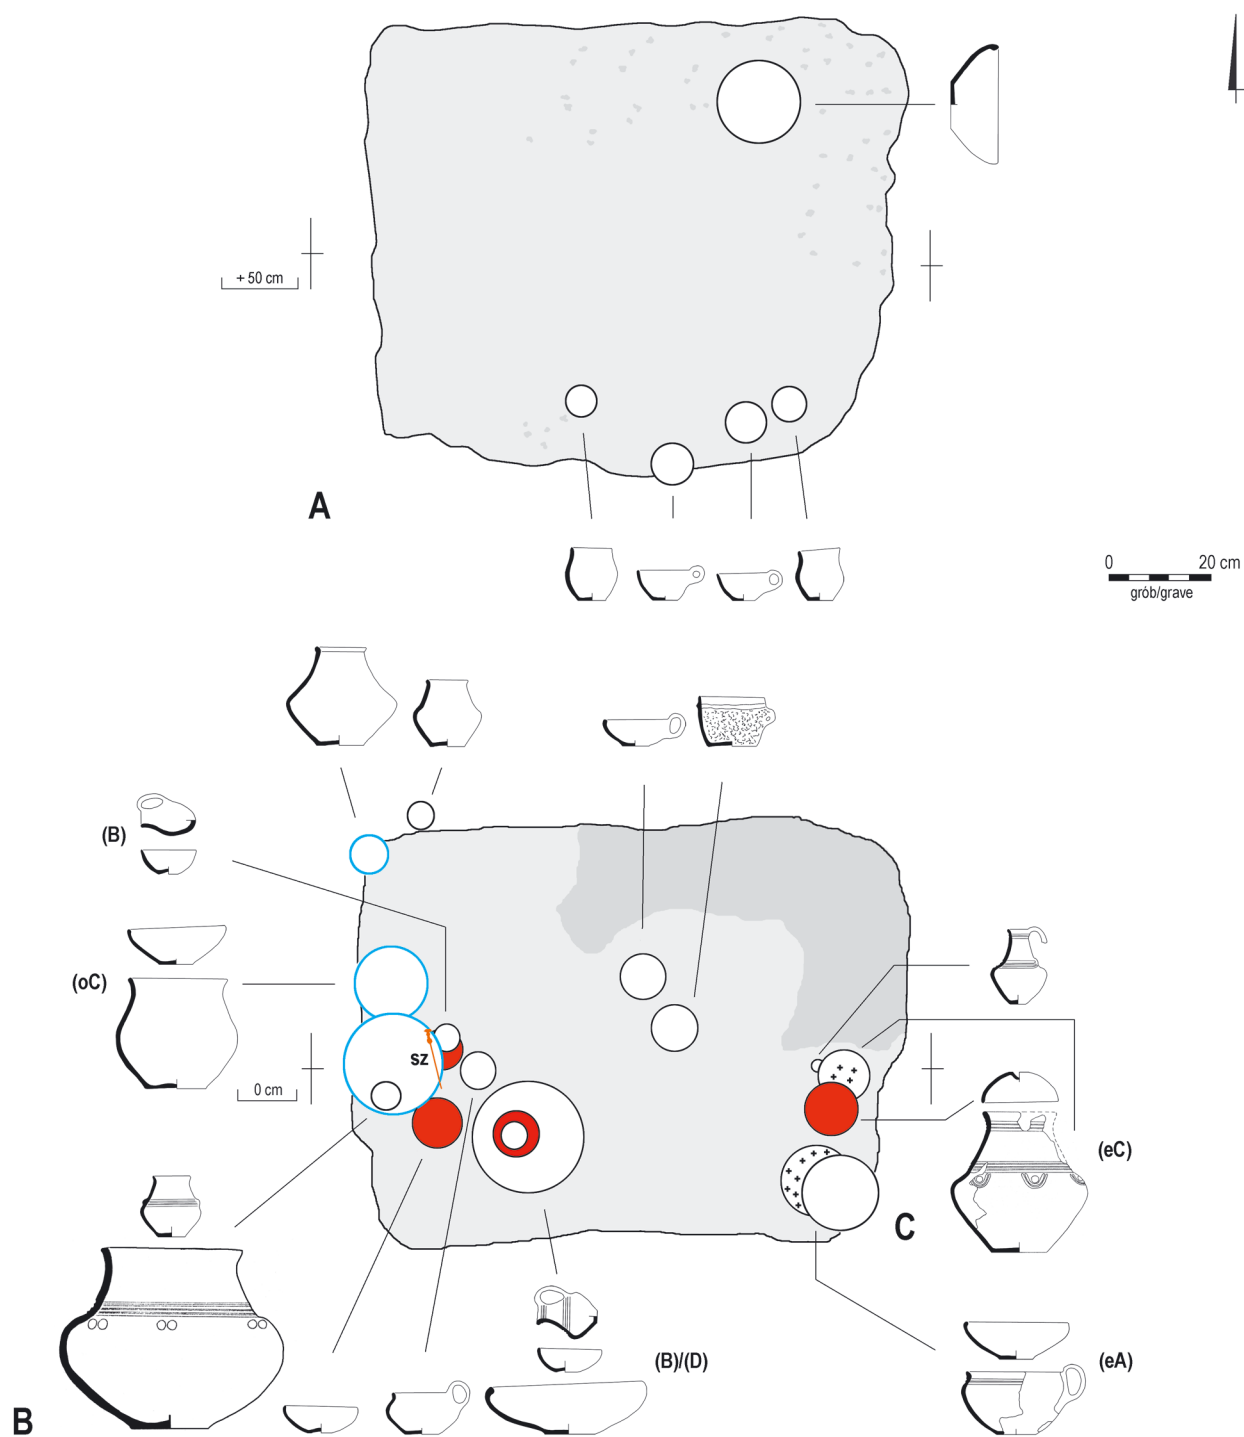 + 50 cm
A
0 20 cm
grób/grave
(B)
(oC)
0 cm
sz
(eC)
C
(B)/(D)
(eA)
B